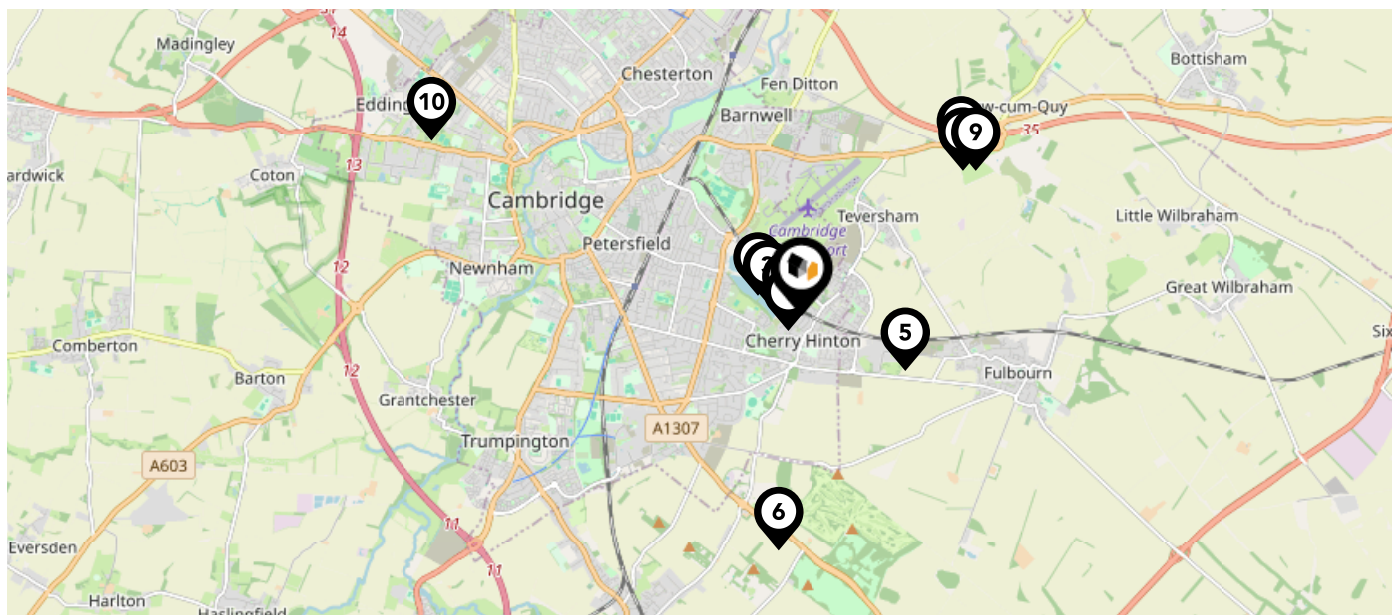 14
Madingley
Chesterton
Bottisham
Fen Ditton
10
Barnwell
w-cum-Quy
9
35
13
Coton
ardwick
Cambridge
Little Wilbraham
Teversham
Cambridge
Petersfield
12
Newnham
Great Wilbraham
5
Comberton
Cherry Hinton
12
Barton
Fulbourn
Grantchester
A1307
Trumpington
A603
6
11
Eversden
11
Harlton
Haslingfield